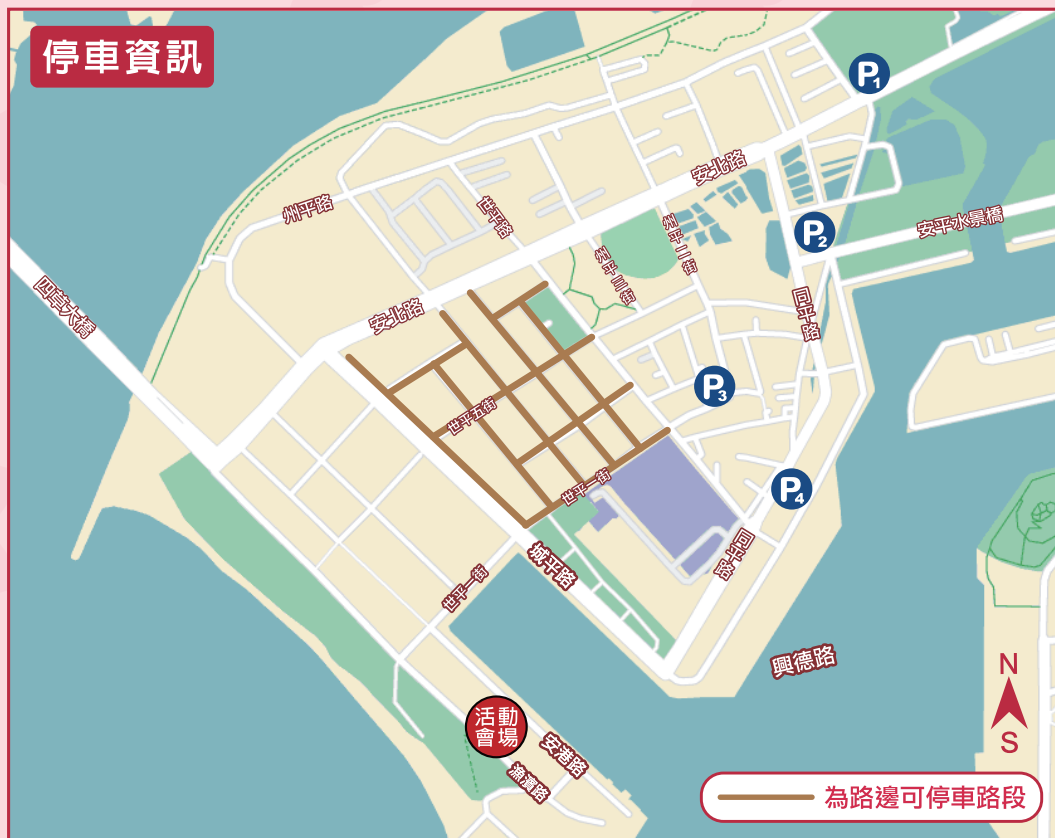 停車資訊
P1
安北路
州平路
世平路
州平二街
P2
安平水景橋
州平三街
四草大橋
安北路
同平路
P3
世平五街
世平一街
P4
同平路
城平路
世平一街
興德路
N
S
活動
會場
安港路
漁濱路
為路邊可停車路段